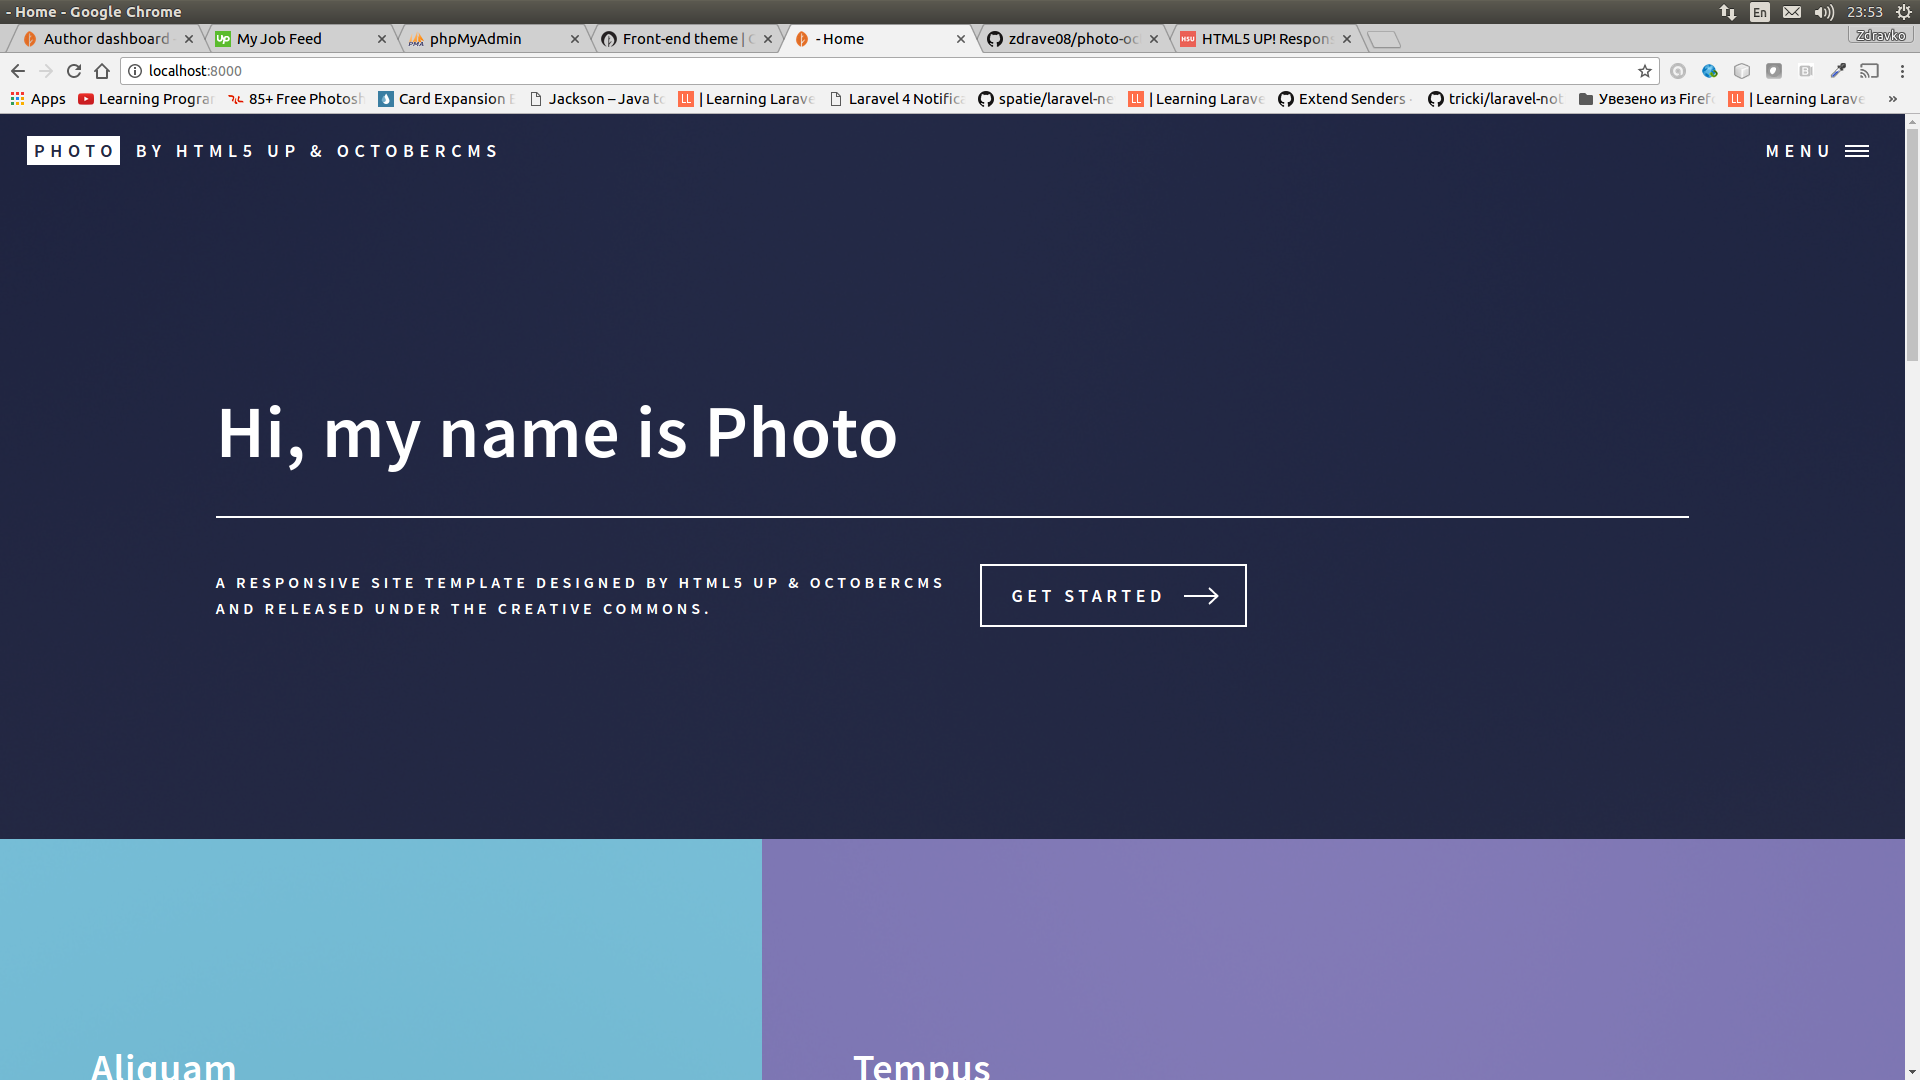 - Home - Google Chrome
En
23:53
Author dashboard
My Job Feed
phpMyAdmin
Front-end theme |
- Home
zdrave08/photo-oc
HTML5 UP! Respons
Zdravko
localhost:8000
Apps
Learning Progra
85+ Free Photosh
Card Expansion
Jackson – Java to
| Learning Larave
Laravel 4 Notific
spatie/laravel-ne
| Learning Larave
Extend Senders
tricki/laravel-not
Увезено из Firef
| Learning Larave
»
PHOTO BY HTML5 UP & OCTOBERCMS
MENU
Hi, my name is Photo
A RESPONSIVE SITE TEMPLATE DESIGNED BY HTML5 UP & OCTOBERCMS
AND RELEASED UNDER THE CREATIVE COMMONS.
GET STARTED
Aliquam
Tempus